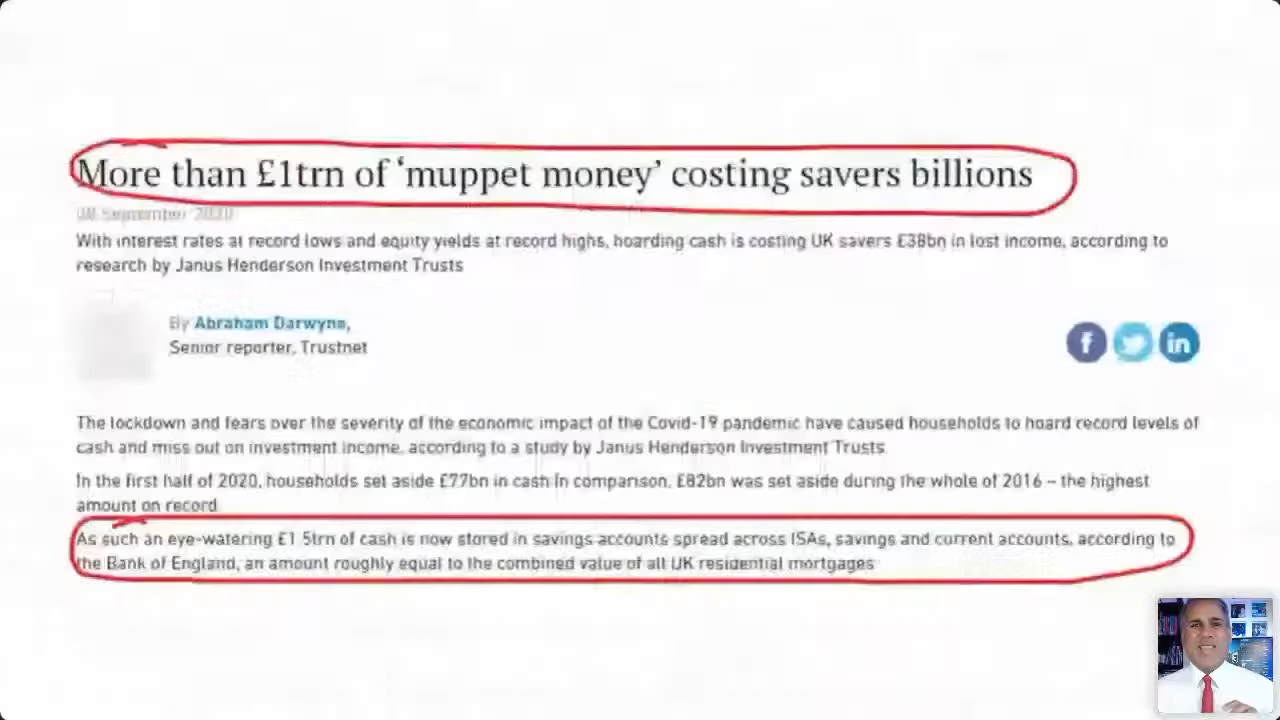 More than £1trn of ‘muppet money’ costing savers billions
08 September 2020
With interest rates at record lows and equity yields at record highs, hoarding cash is costing UK savers £38bn in lost income, according to
research by Janus Henderson Investment Trusts
By Abraham Darwyne,
Senior reporter, Trustnet
f in
The lockdown and fears over the severity of the economic impact of the Covid-19 pandemic have caused households to hoard record levels of
cash and miss out on investment income, according to a study by Janus Henderson Investment Trusts
In the first half of 2020, households set aside £77bn in cash In comparison, £82bn was set aside during the whole of 2016 – the highest
amount on record
As such an eye-watering £1 5trn of cash is now stored in savings accounts spread across ISAs, savings and current accounts, according to
the Bank of England, an amount roughly equal to the combined value of all UK residential mortgages